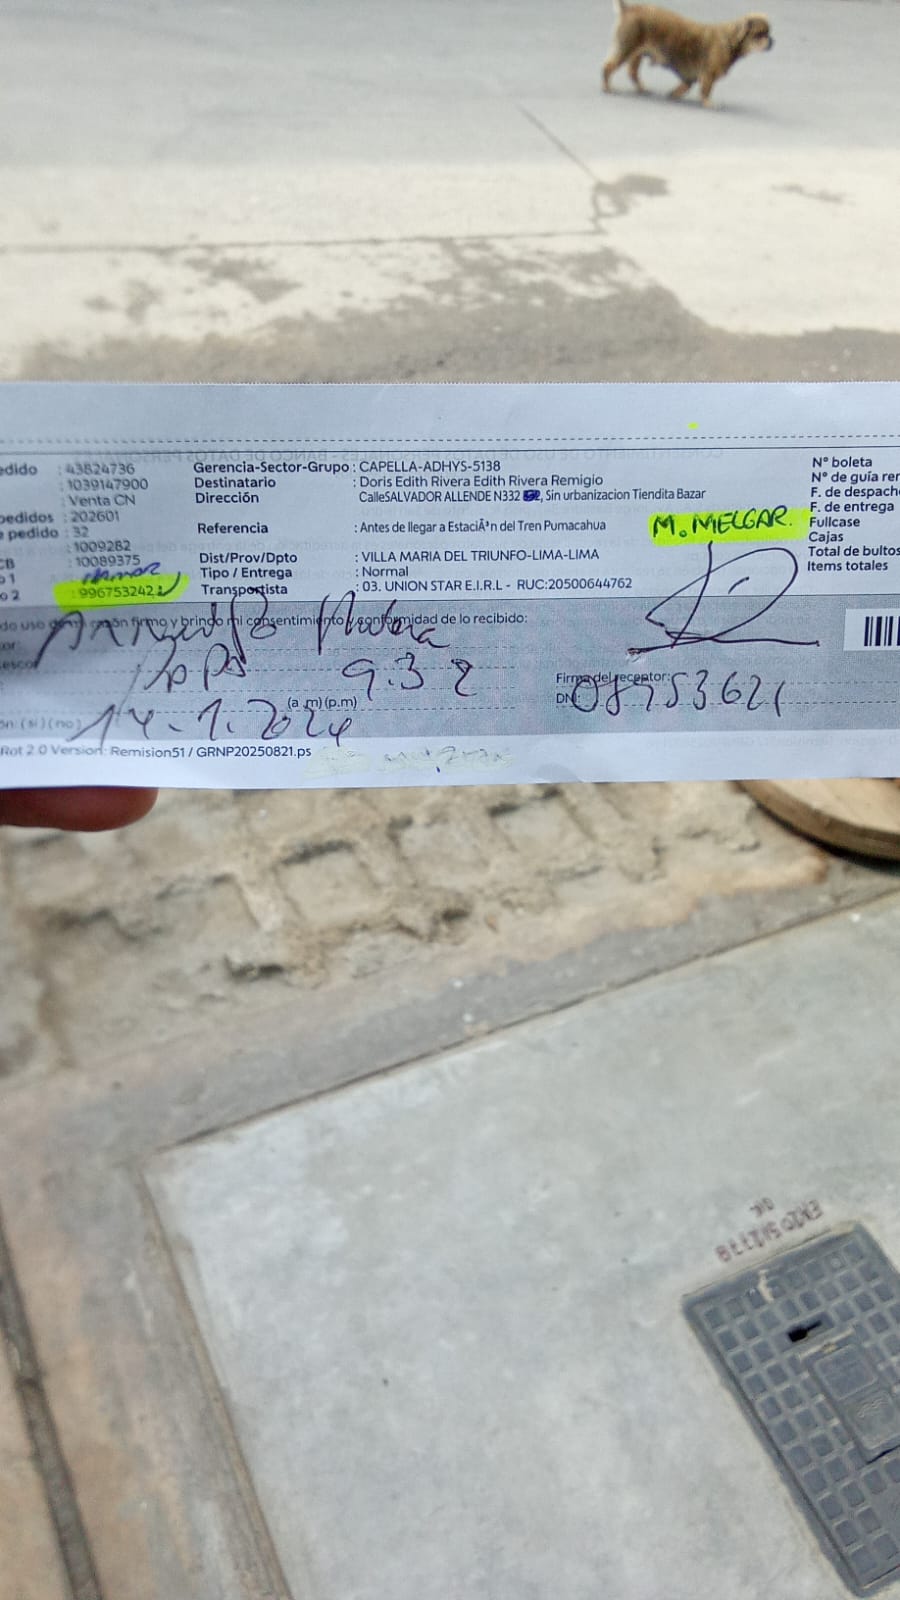 edido : 43824736
: 1039147900
: Venta CN
pedidos : 202601
e pedido : 32
: 1009282
CB : 10089375
o 1
o 2 : 996753242
Gerencia-Sector-Grupo : CAPELLA-ADHYS-5138
Destinatario : Doris Edith Rivera Edith Rivera Remigio
Dirección CalleSALVADOR ALLENDE N332 , Sin urbanizacion Tiendita Bazar
Referencia : Antes de llegar a EstaciÃ³n del Tren Pumacahua
Dist/Prov/Dpto : VILLA MARIA DEL TRIUNFO-LIMA-LIMA
Tipo / Entrega : Normal
Transportista : 03. UNION STAR E.I.R.L - RUC:20500644762
M. MELGAR.
Nº boleta
Nº de guía rer
F. de despach
F. de entrega
Fullcase
Cajas
Total de bultos
Items totales
firmo y brindo mi consentimiento y conformidad de lo recibido:
9.32
Firma del receptor:
DNI: 08953621
(a .m) (p.m)
ón: (si) (no) 14-1-2024
Rot 2.0 Version: Remision51 / GRNP20250821.ps
EK20512778